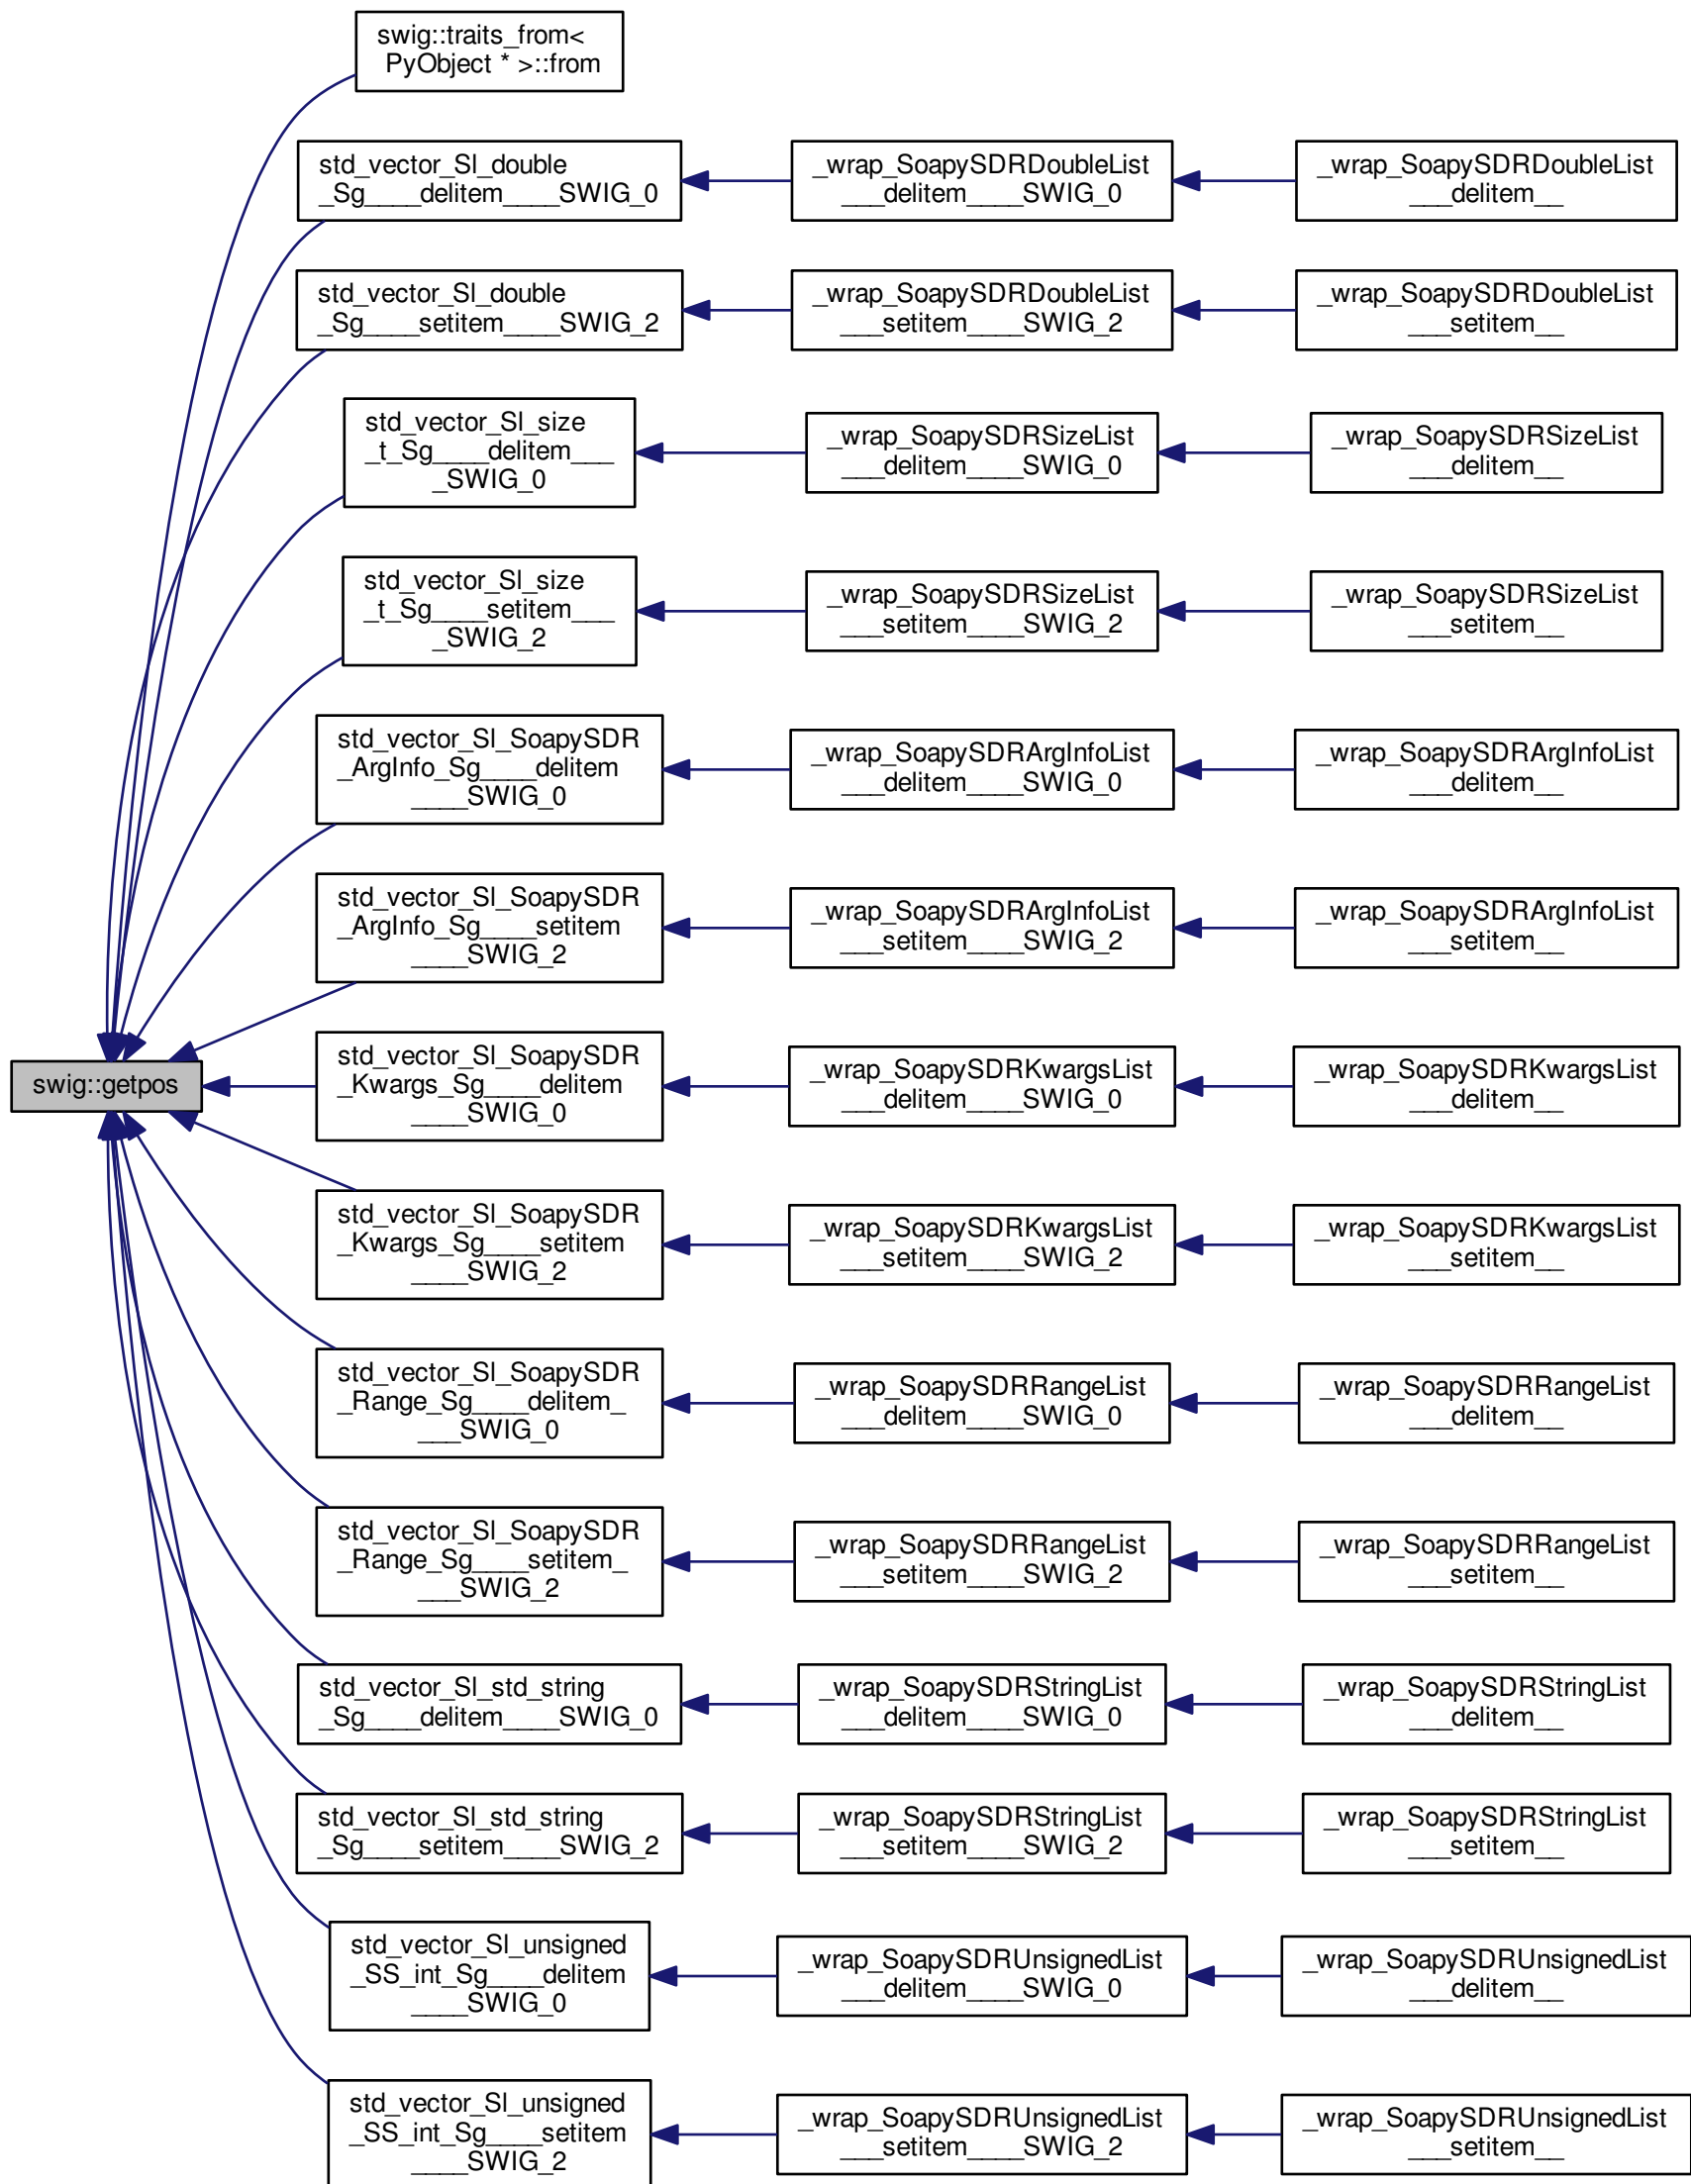 swig::traits_from<
PyObject * >::from
std_vector_Sl_double
_Sg____delitem____SWIG_0
_wrap_SoapySDRDoubleList
___delitem____SWIG_0
_wrap_SoapySDRDoubleList
___delitem__
std_vector_Sl_double
_Sg____setitem____SWIG_2
_wrap_SoapySDRDoubleList
___setitem____SWIG_2
_wrap_SoapySDRDoubleList
___setitem__
std_vector_Sl_size
_t_Sg____delitem___
_SWIG_0
_wrap_SoapySDRSizeList
___delitem____SWIG_0
_wrap_SoapySDRSizeList
___delitem__
std_vector_Sl_size
_t_Sg____setitem___
_SWIG_2
_wrap_SoapySDRSizeList
___setitem____SWIG_2
_wrap_SoapySDRSizeList
___setitem__
std_vector_Sl_SoapySDR
_ArgInfo_Sg____delitem
____SWIG_0
_wrap_SoapySDRArgInfoList
___delitem____SWIG_0
_wrap_SoapySDRArgInfoList
___delitem__
std_vector_Sl_SoapySDR
_ArgInfo_Sg____setitem
____SWIG_2
_wrap_SoapySDRArgInfoList
___setitem____SWIG_2
_wrap_SoapySDRArgInfoList
___setitem__
swig::getpos
std_vector_Sl_SoapySDR
_Kwargs_Sg____delitem
____SWIG_0
_wrap_SoapySDRKwargsList
___delitem____SWIG_0
_wrap_SoapySDRKwargsList
___delitem__
std_vector_Sl_SoapySDR
_Kwargs_Sg____setitem
____SWIG_2
_wrap_SoapySDRKwargsList
___setitem____SWIG_2
_wrap_SoapySDRKwargsList
___setitem__
std_vector_Sl_SoapySDR
_Range_Sg____delitem_
___SWIG_0
_wrap_SoapySDRRangeList
___delitem____SWIG_0
_wrap_SoapySDRRangeList
___delitem__
std_vector_Sl_SoapySDR
_Range_Sg____setitem_
___SWIG_2
_wrap_SoapySDRRangeList
___setitem____SWIG_2
_wrap_SoapySDRRangeList
___setitem__
std_vector_Sl_std_string
_Sg____delitem____SWIG_0
_wrap_SoapySDRStringList
___delitem____SWIG_0
_wrap_SoapySDRStringList
___delitem__
std_vector_Sl_std_string
_Sg____setitem____SWIG_2
_wrap_SoapySDRStringList
___setitem____SWIG_2
_wrap_SoapySDRStringList
___setitem__
std_vector_Sl_unsigned
_SS_int_Sg____delitem
____SWIG_0
_wrap_SoapySDRUnsignedList
___delitem____SWIG_0
_wrap_SoapySDRUnsignedList
___delitem__
std_vector_Sl_unsigned
_SS_int_Sg____setitem
____SWIG_2
_wrap_SoapySDRUnsignedList
___setitem____SWIG_2
_wrap_SoapySDRUnsignedList
___setitem__